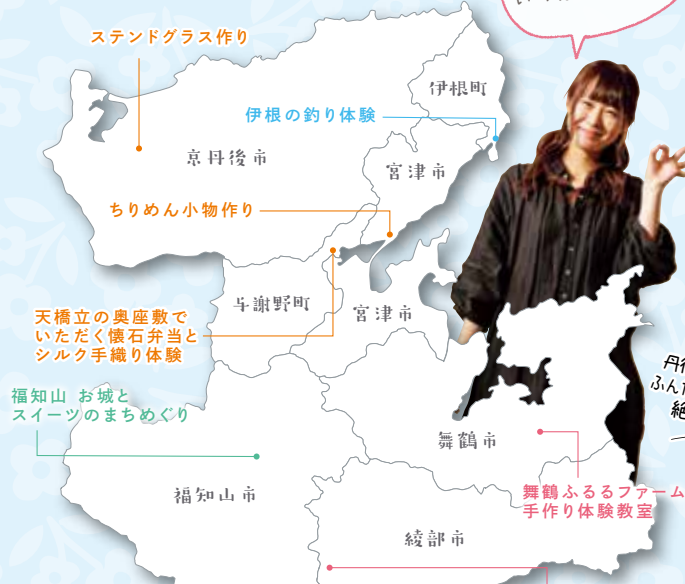 ステンドグラス作り
伊根町
伊根の釣り体験
京丹後市
宮津市
ちりめん小物作り
与謝野町
宮津市
天橋立の奥座敷で
いただく懐石弁当と
シルク手織り体験
福知山 お城と
スイーツのまちめぐり
舞鶴市
福知山市
舞鶴ふるるファーム
手作り体験教室
綾部市